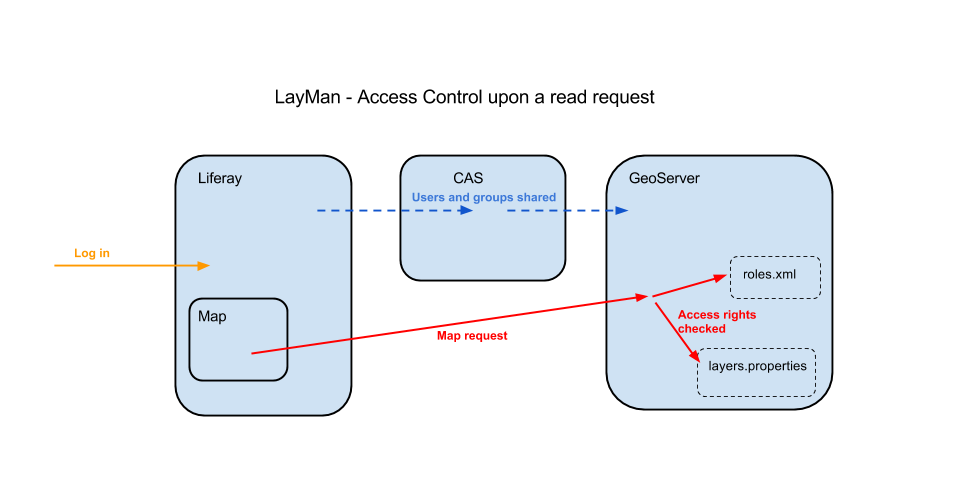 LayMan - Access Control upon a read request
Liferay
CAS
GeoServer
Users and groups shared
Log in
roles.xml
Map
Access rights
checked
Map request
layers.properties